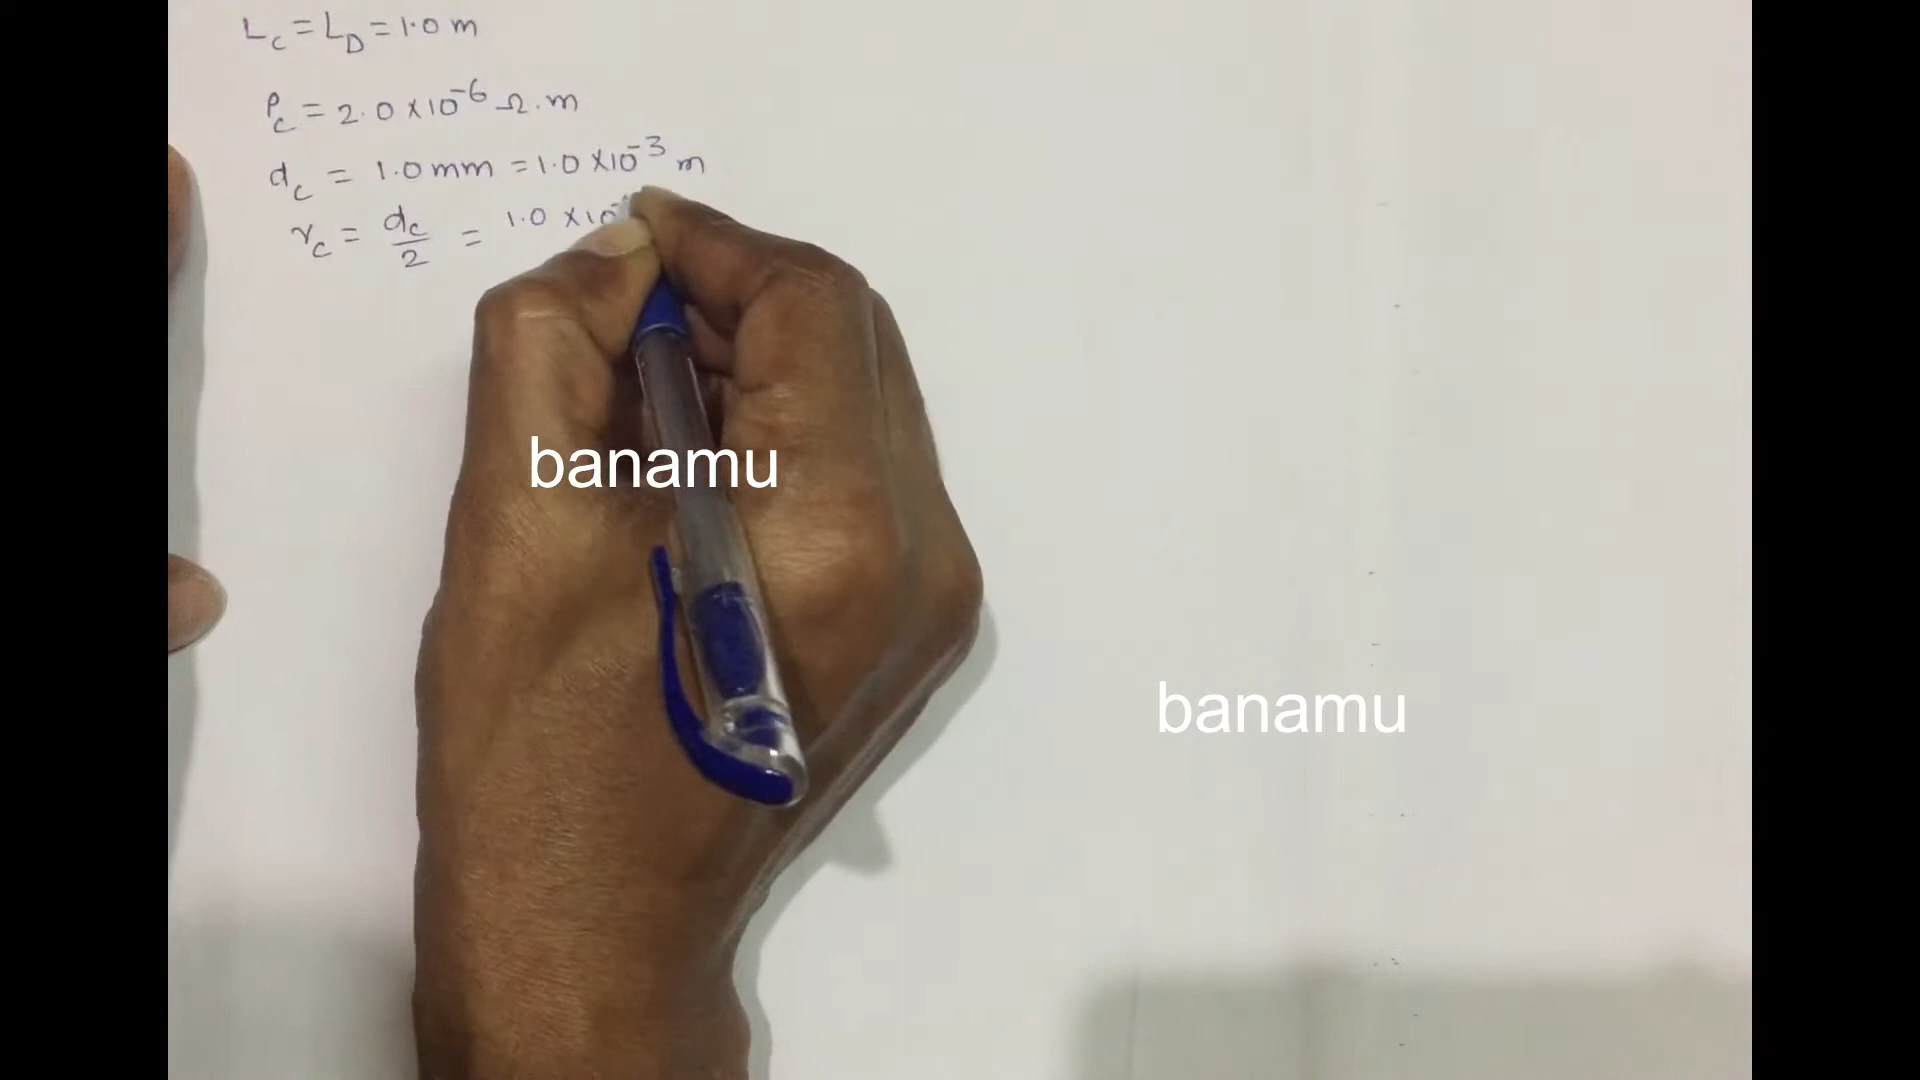 L_C = L_D = 1.0 m
ρ_C = 2.0 × 10⁻⁶ Ω.m
d_C = 1.0 mm = 1.0 × 10⁻³ m
r_C = d_C/2 = 1.0 × 10⁻
banamu
banamu